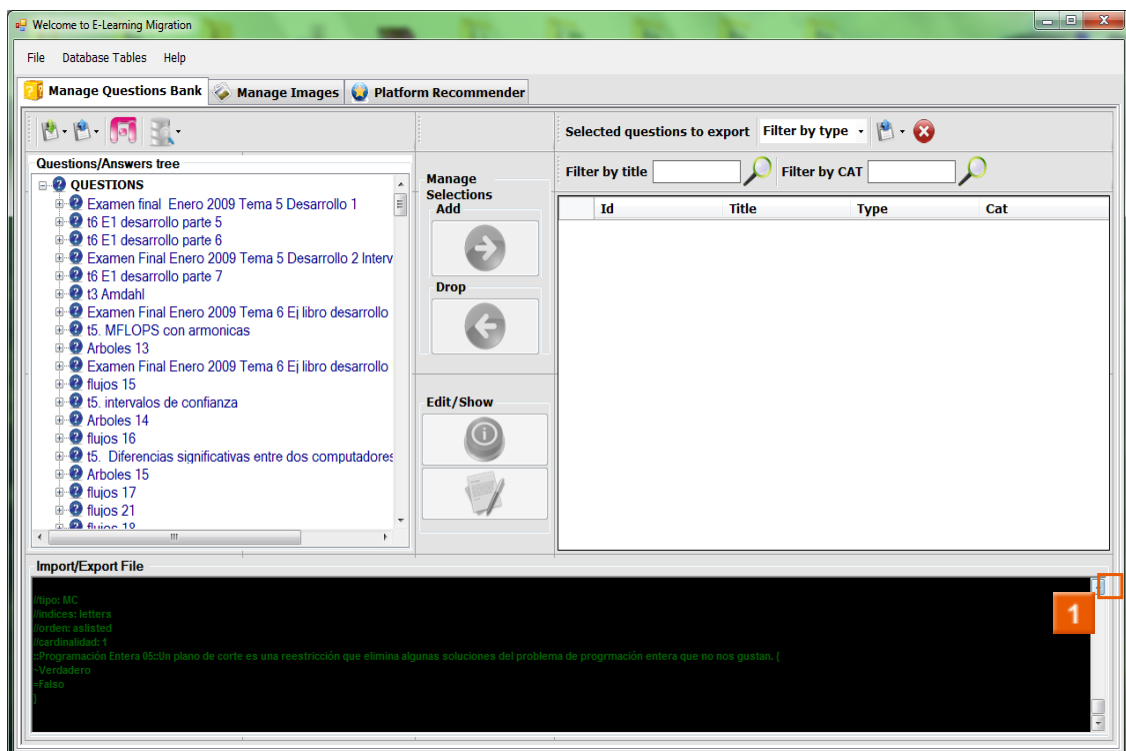 Welcome to E-Learning Migration
File Database Tables Help
Manage Questions Bank Manage Images Platform Recommender
Selected questions to export Filter by type
Questions/Answers tree
Filter by title Filter by CAT
QUESTIONS
Examen final Enero 2009 Tema 5 Desarrollo 1
t6 E1 desarrollo parte 5
t6 E1 desarrollo parte 6
Examen Final Enero 2009 Tema 5 Desarrollo 2 Interv
t6 E1 desarrollo parte 7
t3 Amdahl
Examen Final Enero 2009 Tema 6 Ej libro desarrollo
t5. MFLOPS con armonicas
Arboles 13
Examen Final Enero 2009 Tema 6 Ej libro desarrollo
flujos 15
t5. intervalos de confianza
Arboles 14
flujos 16
t5. Diferencias significativas entre dos computadores
Arboles 15
flujos 17
flujos 21
flujos 18
Manage
Selections
Add
Drop
Edit/Show
Id Title Type Cat
Import/Export File
//tipo: MC
//indices: letters
//orden: aslisted
//cardinalidad: 1
::Programación Entera 05::Un plano de corte es una reestricción que elimina algunas soluciones del problema de progrmación entera que no nos gustan. {
~Verdadero
=Falso
}
1